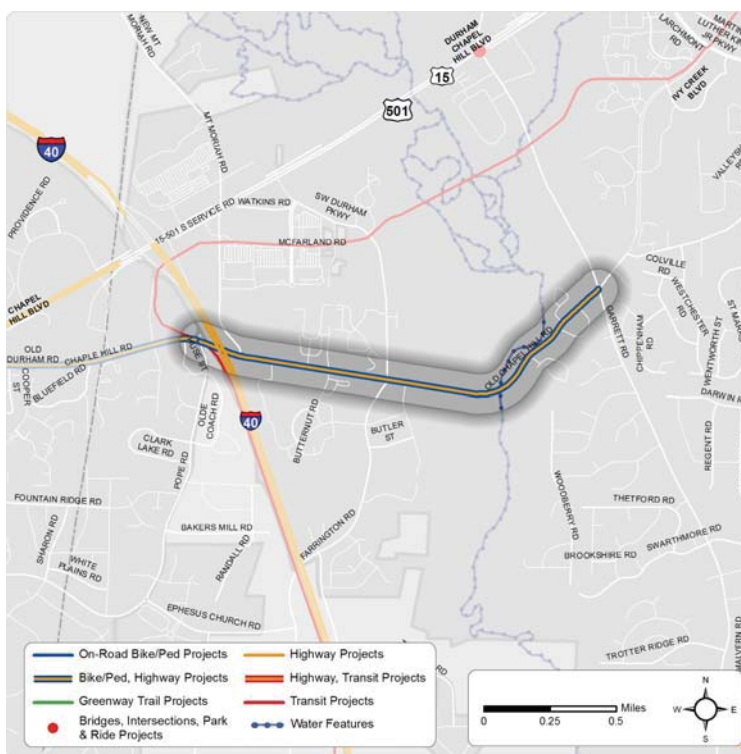 NEW MT
MORIAH RD
DURHAM
CHAPEL
HILL BLVD
LARCHMONT
RD
MARTIN
LUTHER KING
JR PKWY
IVY CREEK
BLVD
15
501
40
MT MORIAH RD
PROVIDENCE RD
VALLEYS
15-501 S SERVICE RD
WATKINS RD
SW DURHAM
PKWY
MCFARLAND RD
CHAPEL
HILL BLVD
COLVILLE
RD
WESTCHESTER
RD
ST MAR
OLD
DURHAM RD
CHAPLE HILL RD
COOPER
ST
BLUEFIELD RD
OLD CHAPEL HILL RD
GARRETT RD
CHIPPENHAM
RD
WENTWORTH ST
DARWIN
OLDE
COACH RD
40
BUTTERNUT RD
BUTLER
ST
CLARK
LAKE RD
POPE RD
REGENT RD
WOODBERRY RD
FOUNTAIN RIDGE RD
THETFORD RD
SHARON RD
BAKERS MILL RD
RANDALL RD
FARRINGTON RD
SWARTHMORE RD
BROOKSHIRE RD
WHITE
PLAINS RD
EPHESUS CHURCH RD
TROTTER RIDGE RD
MALVERN RD
On-Road Bike/Ped Projects
Highway Projects
Bike/Ped, Highway Projects
Highway, Transit Projects
Greenway Trail Projects
Transit Projects
Bridges, Intersections, Park
& Ride Projects
Water Features
Miles
0 0.25 0.5
N
W E
S